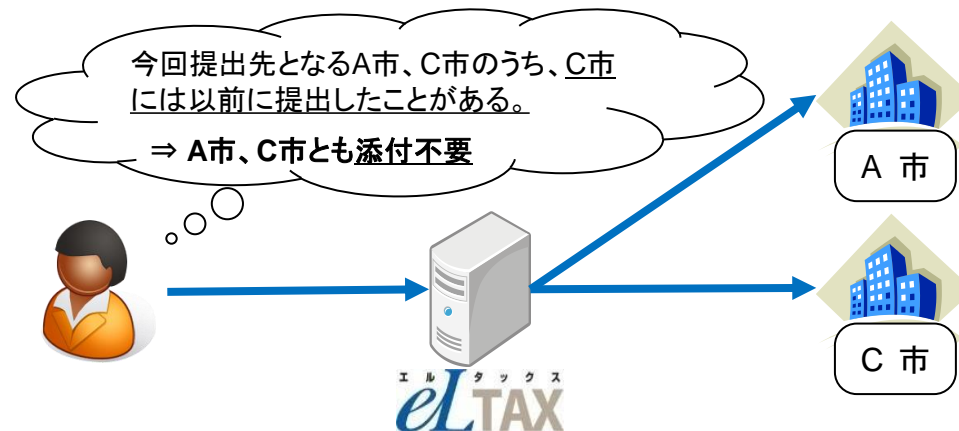 今回提出先となるA市、C市のうち、C市
には以前に提出したことがある。
⇒ A市、C市とも添付不要
A 市
C 市
エルタックス
eLTAX